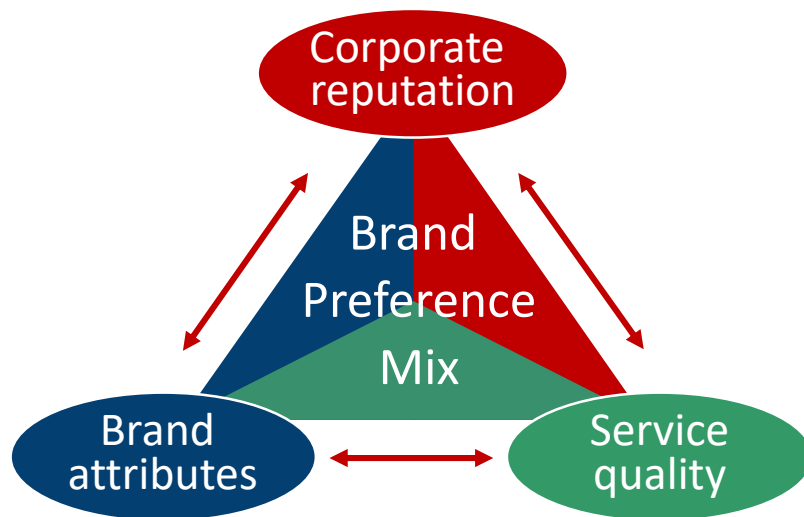 Corporate
reputation
Brand
Preference
Mix
Brand
attributes
Service
quality